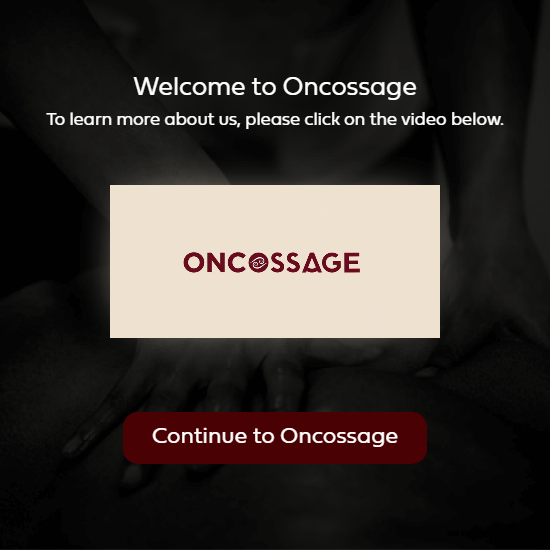 Welcome to Oncossage
To learn more about us, please click on the video below.
ONCOSSAGE
Continue to Oncossage